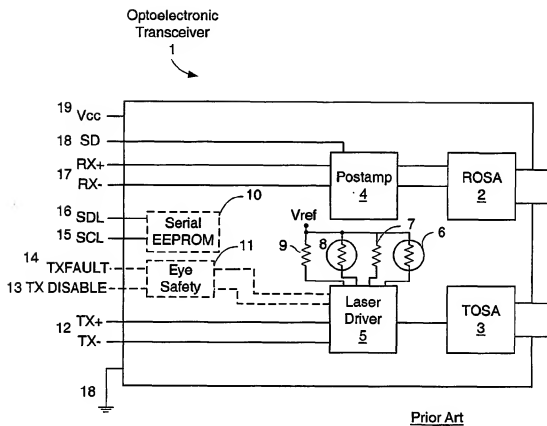 Optoelectronic
Transceiver
1
19 Vcc
18 SD
RX+
17
RX-
Postamp
4
ROSA
2
16 SDL
15 SCL
Serial
EEPROM
10
Vref
9
8
7
6
14
TXFAULT
13 TX DISABLE
Eye
Safety
11
12 TX+
TX-
Laser
Driver
5
TOSA
3
18
Prior Art